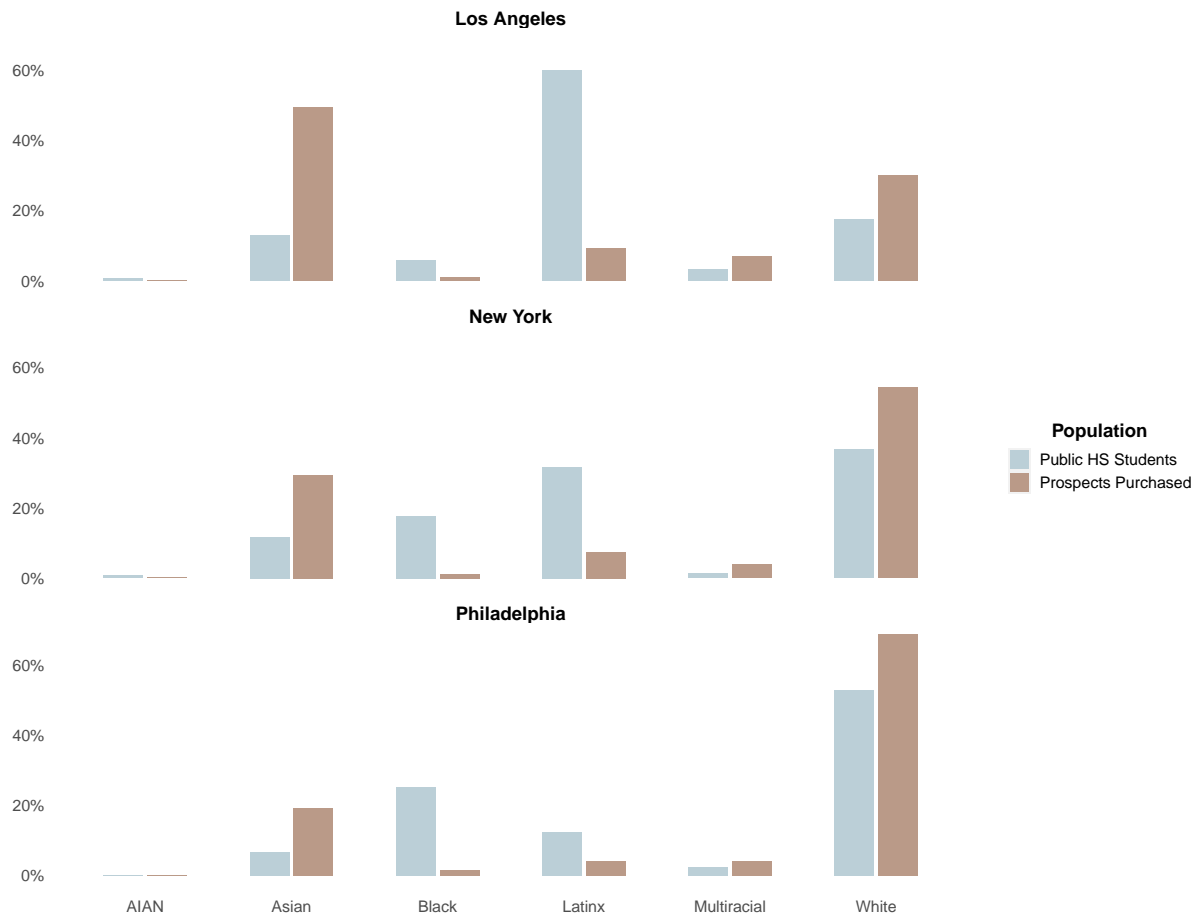 Los Angeles
60%
40%
20%
0%
New York
60%
40%
20%
0%
Population
Public HS Students
Prospects Purchased
Philadelphia
60%
40%
20%
0%
AIAN Asian Black Latinx Multiracial White